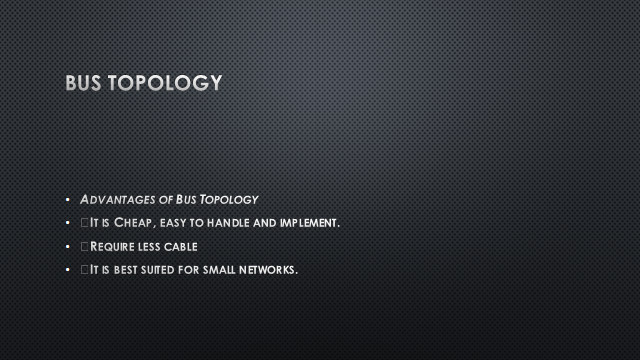 BUS TOPOLOGY
• ADVANTAGES OF BUS TOPOLOGY
• □IT IS CHEAP, EASY TO HANDLE AND IMPLEMENT.
• □REQUIRE LESS CABLE
• □IT IS BEST SUITED FOR SMALL NETWORKS.